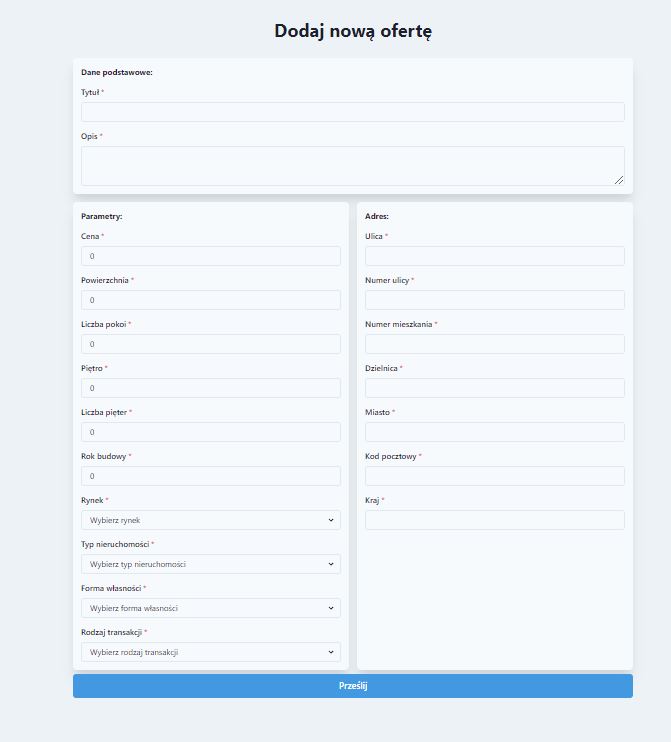 Dodaj nową ofertę
Dane podstawowe:
Tytuł *
Opis *
Parametry:
Cena *
0
Powierzchnia *
0
Liczba pokoi *
0
Piętro *
0
Liczba pięter *
0
Rok budowy *
0
Rynek *
Wybierz rynek
Typ nieruchomości *
Wybierz typ nieruchomości
Forma własności *
Wybierz forma własności
Rodzaj transakcji *
Wybierz rodzaj transakcji
Adres:
Ulica *
Numer ulicy *
Numer mieszkania *
Dzielnica *
Miasto *
Kod pocztowy *
Kraj *
Prześlij